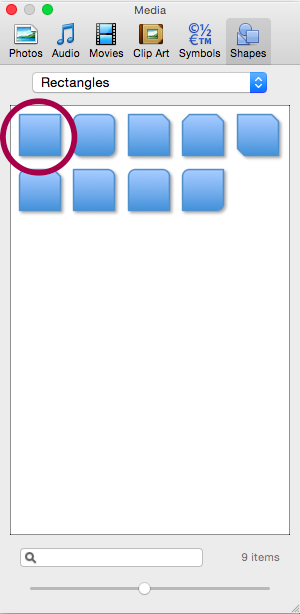 Media
Photos Audio Movies Clip Art Symbols Shapes
Rectangles
9 items